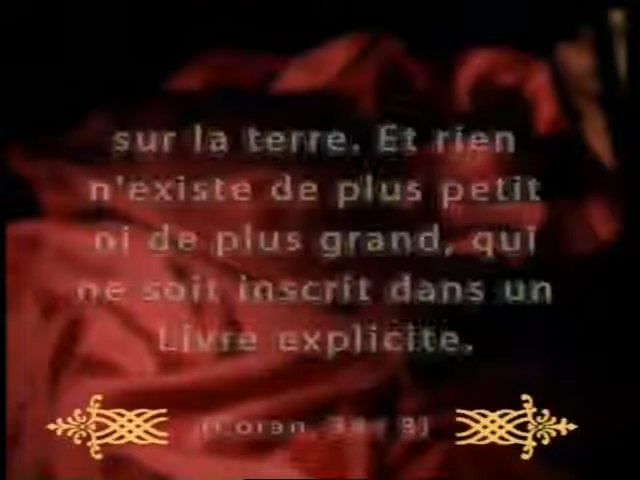 sur la terre. Et rien
n'existe de plus petit
ni de plus grand, qui
ne soit inscrit dans un
Livre explicite.
(Coran,